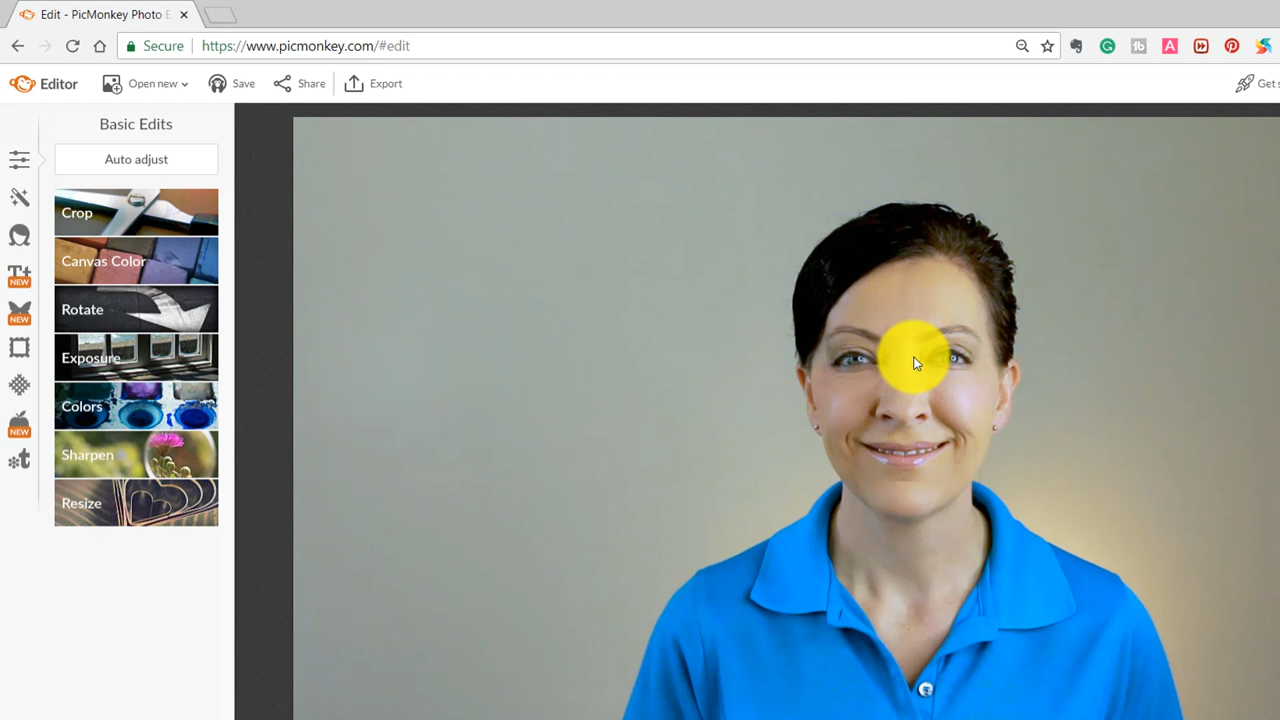 Edit - PicMonkey Photo E
Secure
https://www.picmonkey.com/#edit
Editor
Open new
Save
Share
Export
Get s
Basic Edits
Auto adjust
Crop
Canvas Color
Rotate
Exposure
Colors
Sharpen
Resize
NEW
NEW
NEW